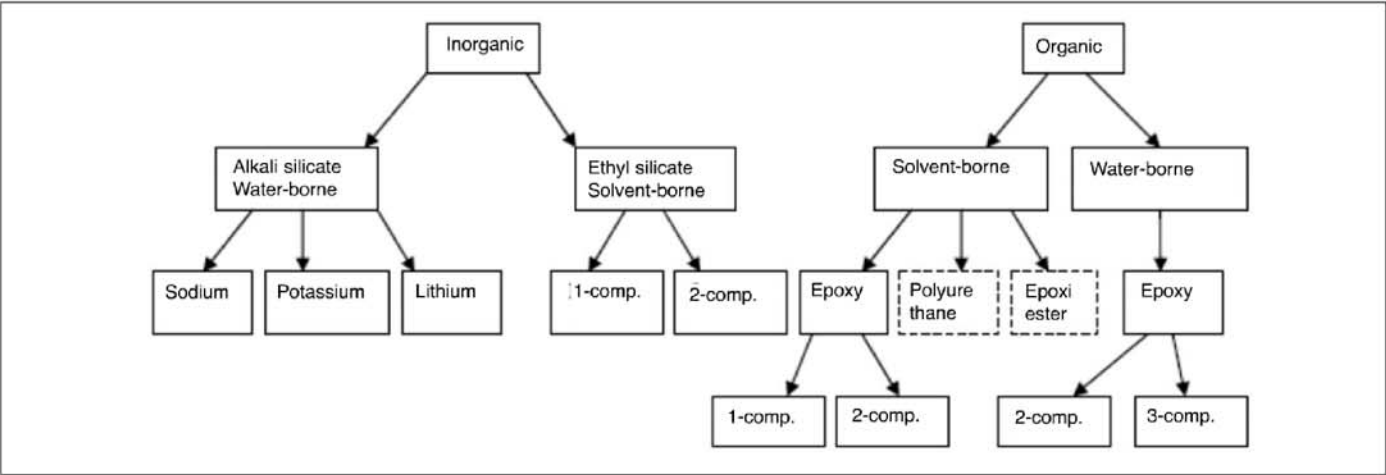 Inorganic
Organic
Alkali silicate
Water-borne
Ethyl silicate
Solvent-borne
Solvent-borne
Water-borne
Sodium
Potassium
Lithium
1-comp.
2-comp.
Epoxy
Polyure
thane
Epoxi
ester
Epoxy
1-comp.
2-comp.
2-comp.
3-comp.